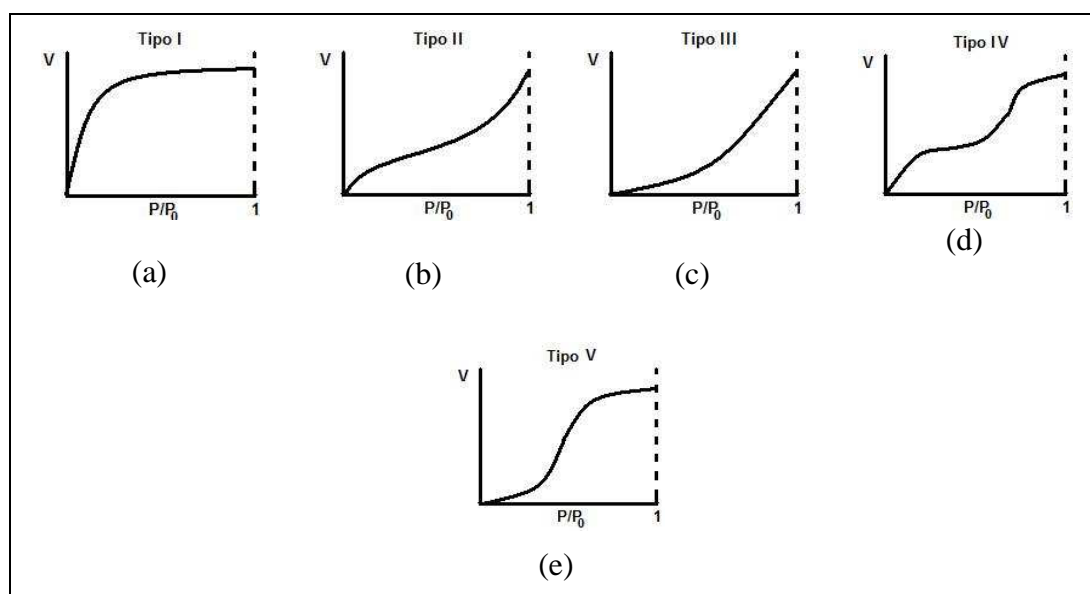 Tipo I
V
P/P0
1
(a)
Tipo II
V
P/P0
1
(b)
Tipo III
V
P/P0
1
(c)
Tipo IV
V
P/P0
1
(d)
Tipo V
V
P/P0
1
(e)